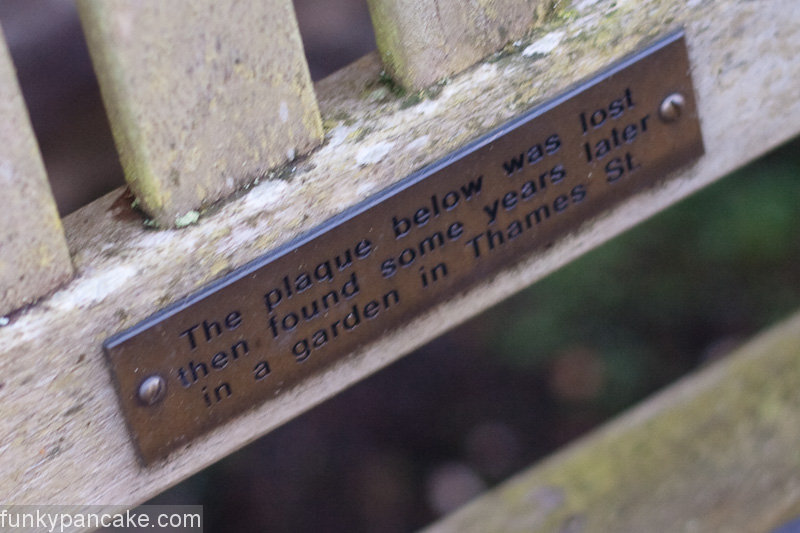 The plaque below was lost
then found some years later
in a garden in Thames St.
funkypancake.com